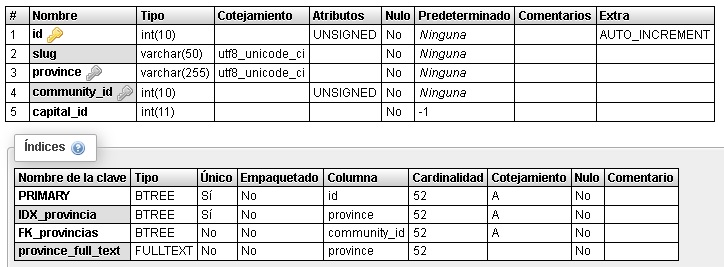 # Nombre Tipo Cotejamiento Atributos Nulo Predeterminado Comentarios Extra
1 id int(10) UNSIGNED No Ninguna AUTO_INCREMENT
2 slug varchar(50) utf8_unicode_ci No Ninguna
3 province varchar(255) utf8_unicode_ci No Ninguna
4 community_id int(10) UNSIGNED No Ninguna
5 capital_id int(11) No -1
Índices
Nombre de la clave Tipo Único Empaquetado Columna Cardinalidad Cotejamiento Nulo Comentario
PRIMARY BTREE Sí No id 52 A No
IDX_provincia BTREE Sí No province 52 A No
FK_provincias BTREE No No community_id 52 A No
province_full_text FULLTEXT No No province 52 No